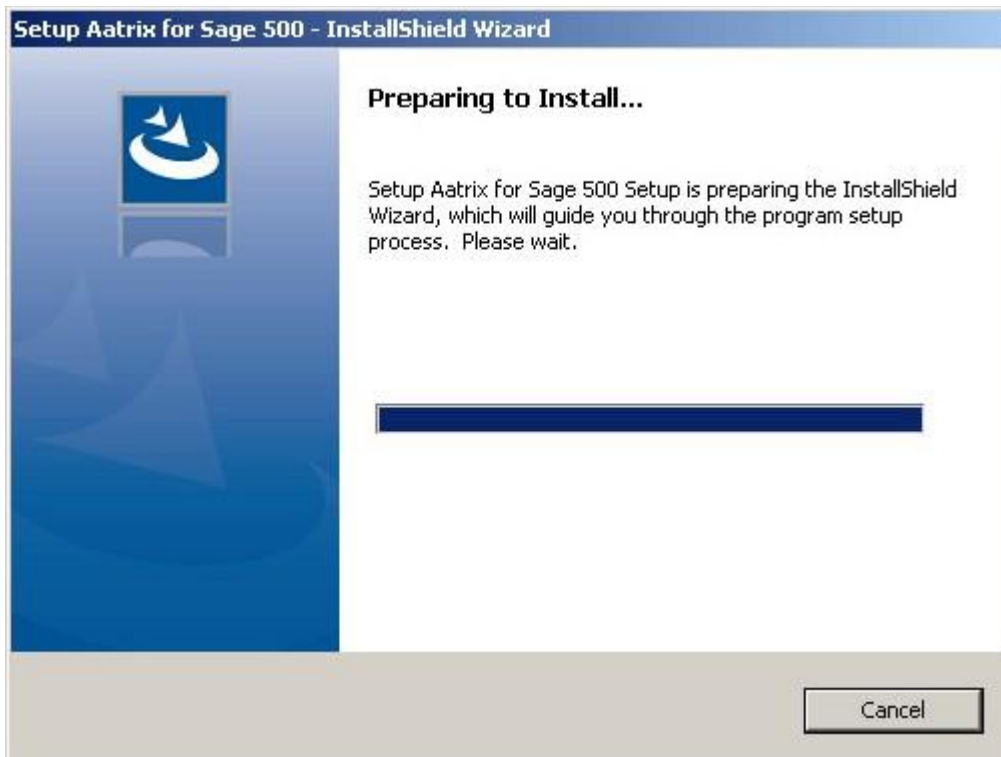 Setup Aatrix for Sage 500 - InstallShield Wizard
Preparing to Install...
Setup Aatrix for Sage 500 Setup is preparing the InstallShield
Wizard, which will guide you through the program setup
process.  Please wait.
Cancel